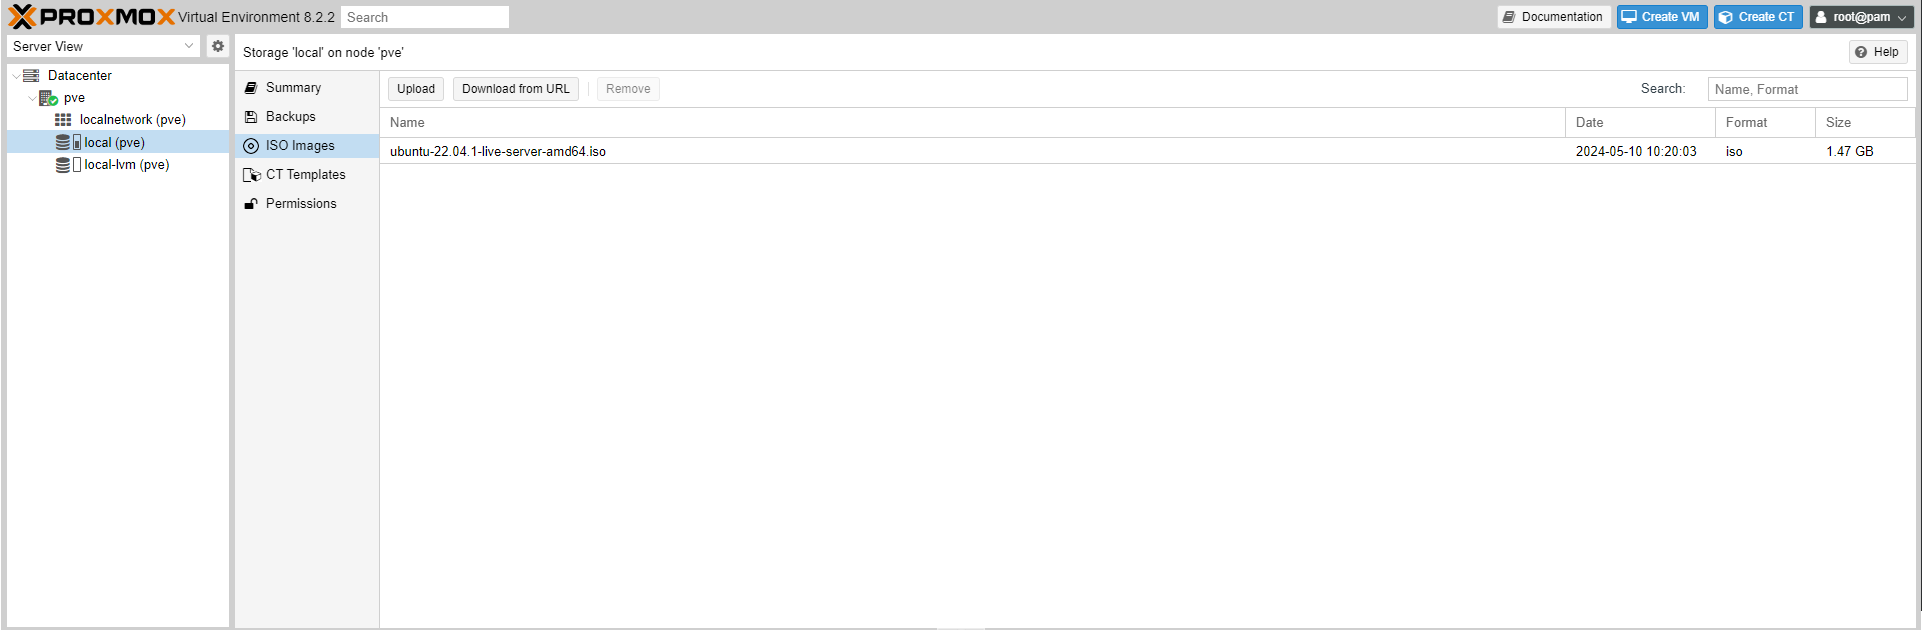 PROXMOX Virtual Environment 8.2.2 Search Documentation Create VM Create CT root@pam
Server View
Storage 'local' on node 'pve' Help
Datacenter
pve
localnetwork (pve)
local (pve)
local-lvm (pve)
Summary
Backups
ISO Images
CT Templates
Permissions
Upload Download from URL Remove Search: Name, Format
Name Date Format Size
ubuntu-22.04.1-live-server-amd64.iso 2024-05-10 10:20:03 iso 1.47 GB